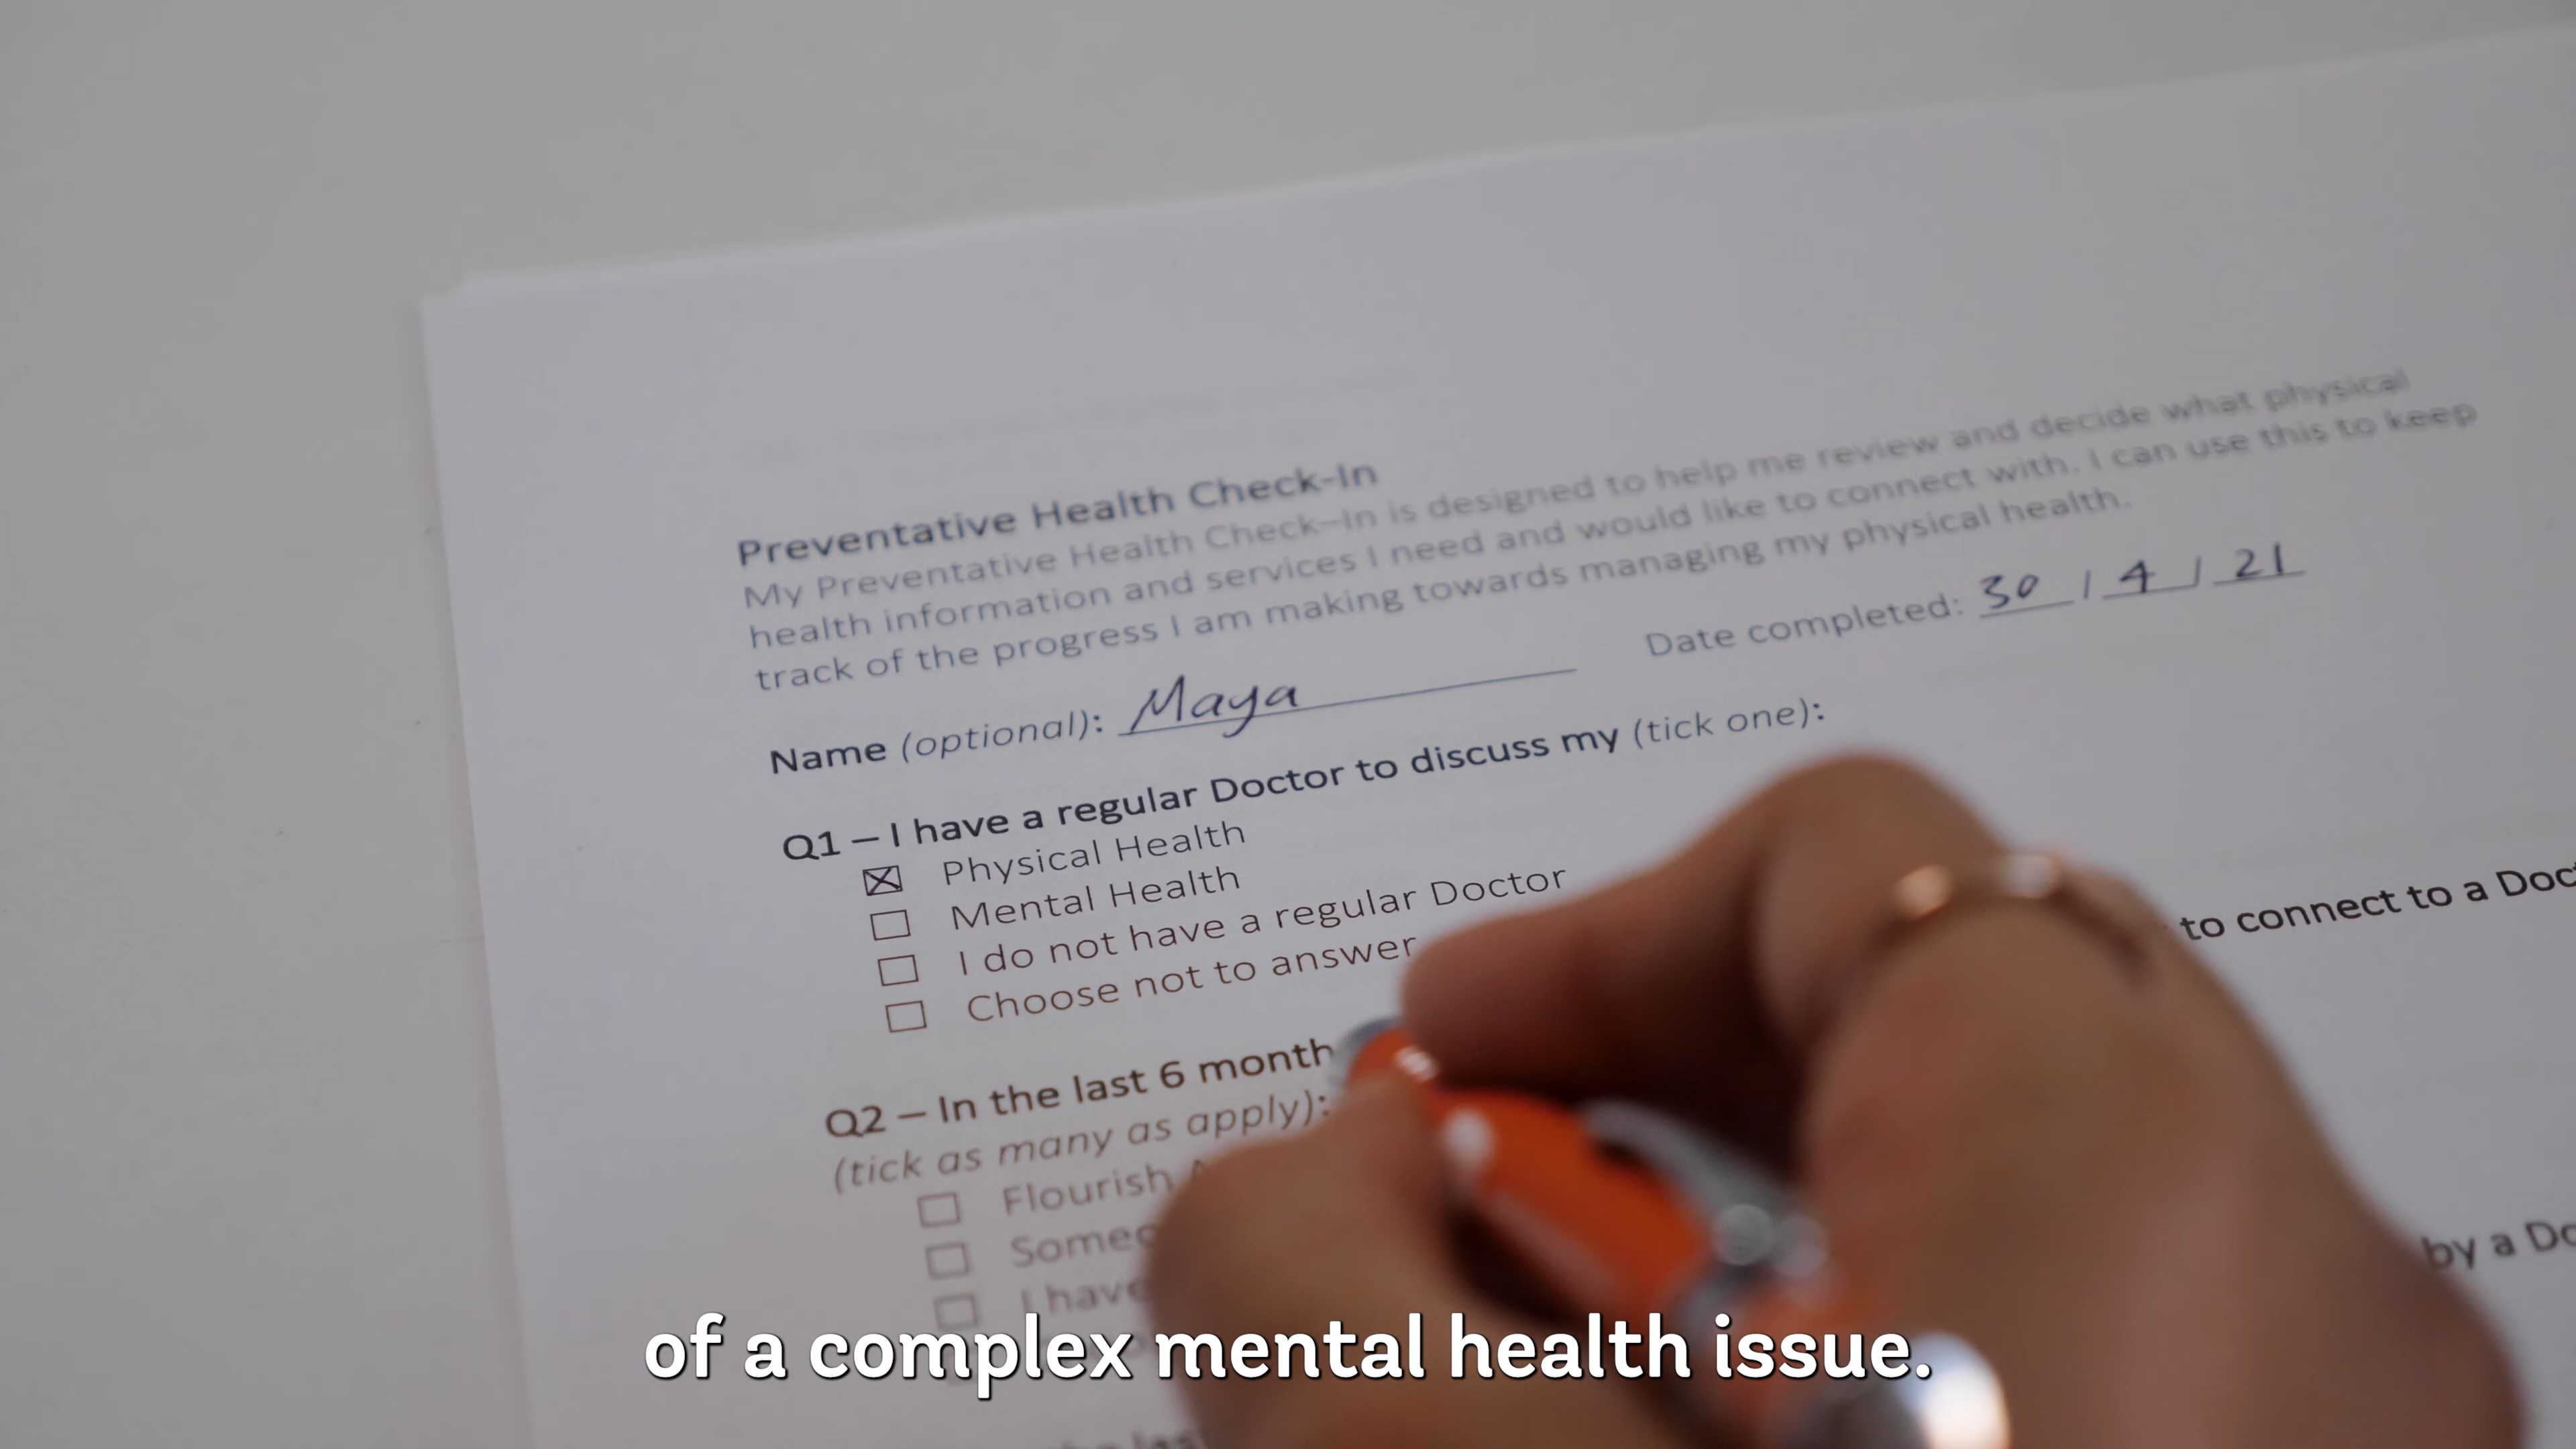 Preventative Health Check-In
My Preventative Health Check-In is designed to help me review and decide what physical
health information and services I need and would like to connect with. I can use this to keep
track of the progress I am making towards managing my physical health.
Name (optional): Maya Date completed: 30 / 4 / 21
Q1 – I have a regular Doctor to discuss my (tick one):
Physical Health
Mental Health
I do not have a regular Doctor
Choose not to answer
Q2 – In the last 6 month to connect to a Doc
(tick as many as apply):
Flourish
Someo
I have
by a Do
of a complex mental health issue.